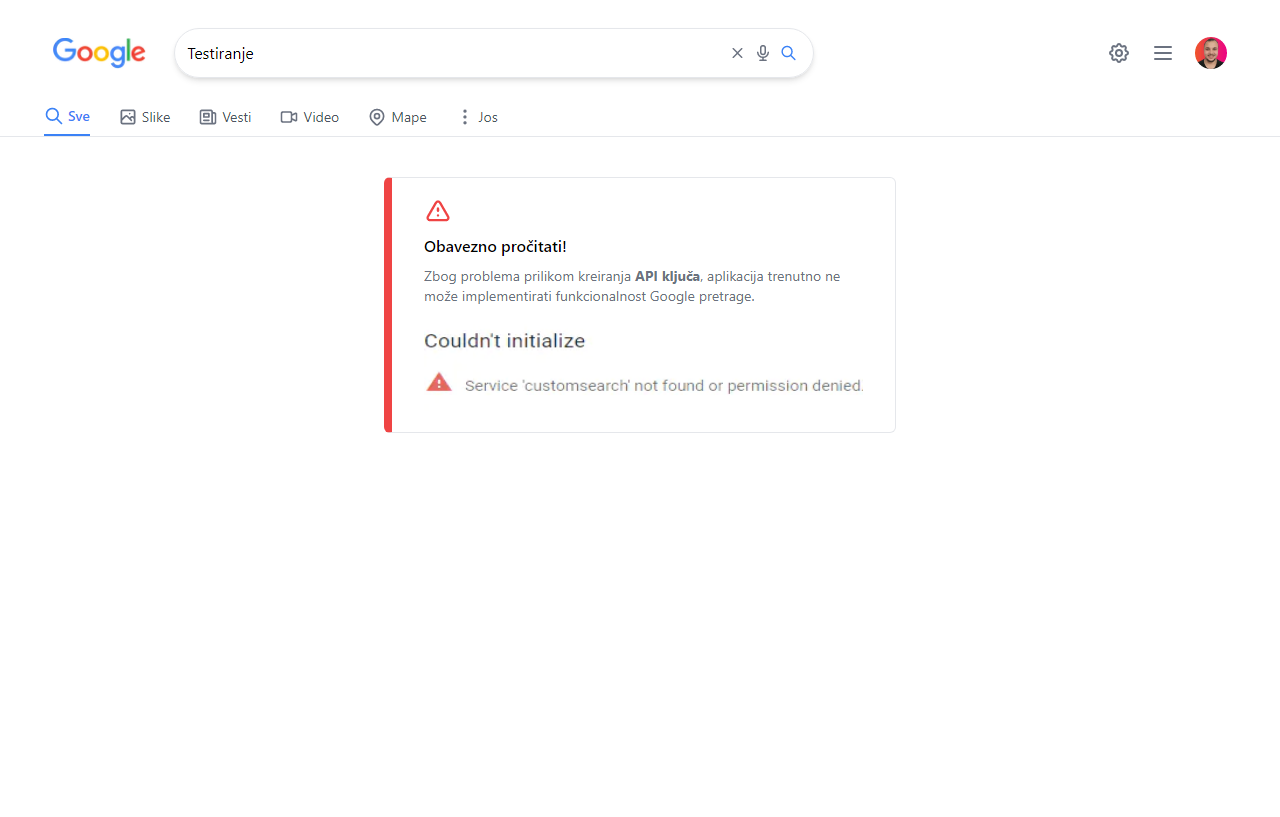 Google
Testiranje
Sve
Slike
Vesti
Video
Mape
Jos
Obavezno pročitati!
Zbog problema prilikom kreiranja API ključa, aplikacija trenutno ne
može implementirati funkcionalnost Google pretrage.
Couldn't initialize
Service 'customsearch' not found or permission denied.